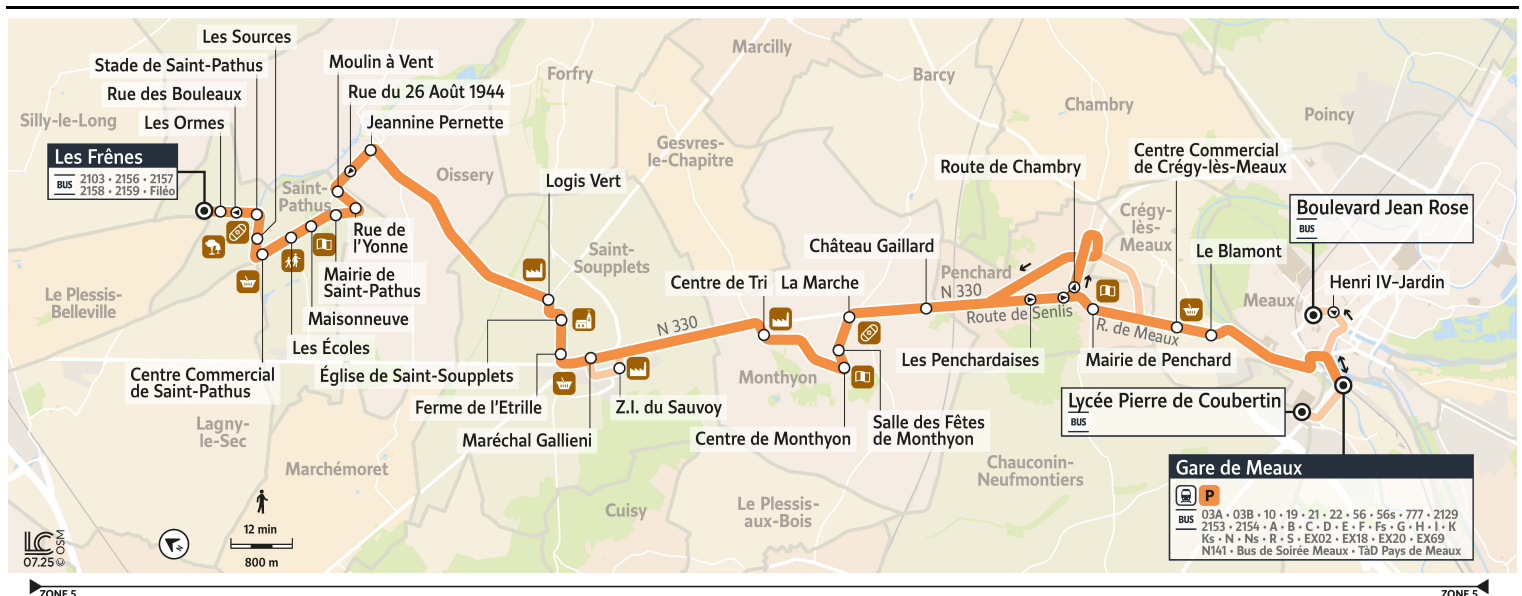 Les Sources
Stade de Saint-Pathus
Rue des Bouleaux
Les Ormes
Silly-le-Long
Les Frênes
BUS
2103 • 2156 • 2157
2158 • 2159 • Filéo
Moulin à Vent
Rue du 26 Août 1944
Jeannine Pernette
Forfry
Marcilly
Barcy
Chambry
Poincy
Oissery
Gesvres-
le-Chapitre
Saint-
Pathus
Logis Vert
Route de Chambry
Centre Commercial
de Crégy-lès-Meaux
Boulevard Jean Rose
BUS
Crégy-
lès-
Meaux
Le Blamont
Henri IV–Jardin
Meaux
Rue de
l'Yonne
Mairie de
Saint-Pathus
Maisonneuve
Les Écoles
Centre Commercial
de Saint-Pathus
Le Plessis-
Belleville
Saint-
Soupplets
Église de Saint-Soupplets
Ferme de l'Etrille
Maréchal Gallieni
Z.I. du Sauvoy
N 330
Centre de Tri
La Marche
Château Gaillard
Penchard
N 330
Route de Senlis
R. de Meaux
Les Penchardaises
Mairie de Penchard
Monthyon
Centre de Monthyon
Salle des Fêtes
de Monthyon
Lycée Pierre de Coubertin
BUS
Lagny-
le-Sec
Marchémoret
Cuisy
Le Plessis-
aux-Bois
Chauconin-
Neufmontiers
Gare de Meaux
P
BUS
03A • 03B • 10 • 19 • 21 • 22 • 56 • 56s • 777 • 2129
2153 • 2154 • A • B • C • D • E • F • Fs • G • H • I • K
Ks • N • Ns • R • S • EX02 • EX18 • EX20 • EX69
N141 • Bus de Soirée Meaux • TàD Pays de Meaux
12 min
800 m
LC
07.25
© OSM
N
ZONE 5
ZONE 5